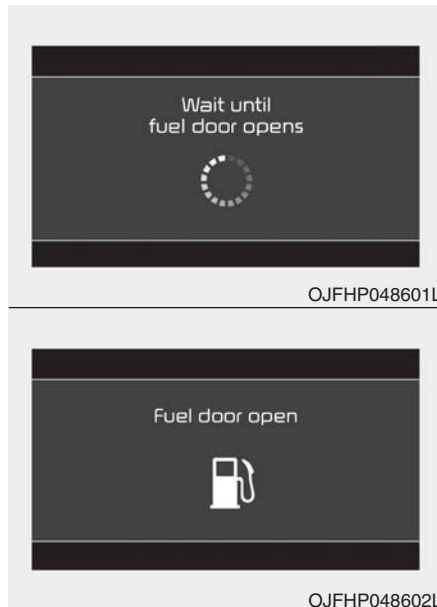 Wait until
fuel door opens
OJFHP048601L
Fuel door open
OJFHP048602L